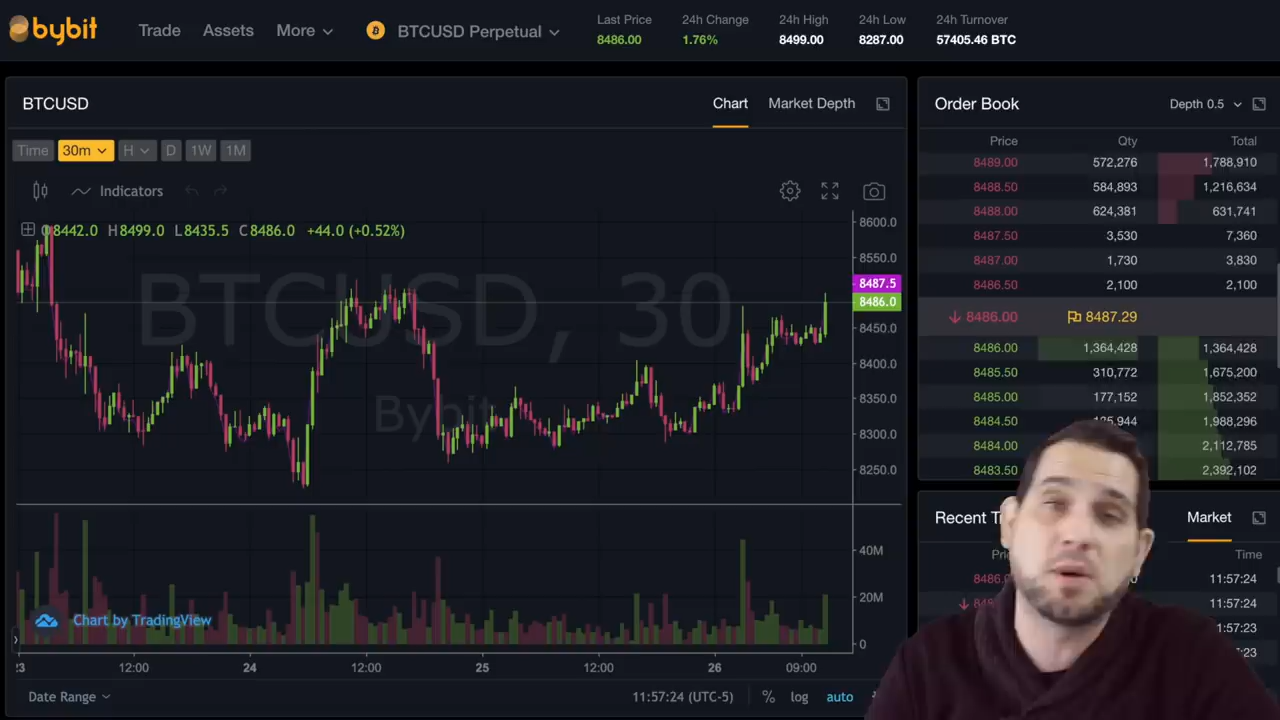 bybit
Trade Assets More BTCUSD Perpetual
Last Price 24h Change 24h High 24h Low 24h Turnover
8486.00 1.76% 8499.00 8287.00 57405.46 BTC
BTCUSD Chart Market Depth
Time 30m H D 1W 1M
Indicators
O8442.0 H8499.0 L8435.5 C8486.0 +44.0 (+0.52%)
BTCUSD, 30
Bybit
8600.0
8550.0
8487.5
8486.0
8450.0
8400.0
8350.0
8300.0
8250.0
40M
20M
0
Chart by TradingView
12:00 24 12:00 25 12:00 26 09:00
Date Range 11:57:24 (UTC-5) % log auto
Order Book Depth 0.5
Price Qty Total
8489.00 572,276 1,788,910
8488.50 584,893 1,216,634
8488.00 624,381 631,741
8487.50 3,530 7,360
8487.00 1,730 3,830
8486.50 2,100 2,100
8486.00 8487.29
8486.00 1,364,428 1,364,428
8485.50 310,772 1,675,200
8485.00 177,152 1,852,352
8484.50 1,988,296
8484.00 2,112,785
8483.50 2,392,102
Recent Market
Time
11:57:24
11:57:24